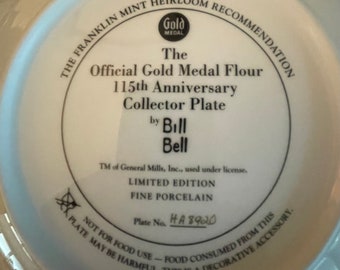 THE FRANKLIN MINT HEIRLOOM RECOMMENDATION
Gold
MEDAL
The
Official Gold Medal Flour
115th Anniversary
Collector Plate
by Bill
Bell
TM of General Mills, Inc., used under license.
LIMITED EDITION
FINE PORCELAIN
Plate No. HA8920
NOT FOR USE — FOOD CONSUMED FROM THIS
PLATE MAY BE HARMFUL. DECORATIVE ACCESSORY.